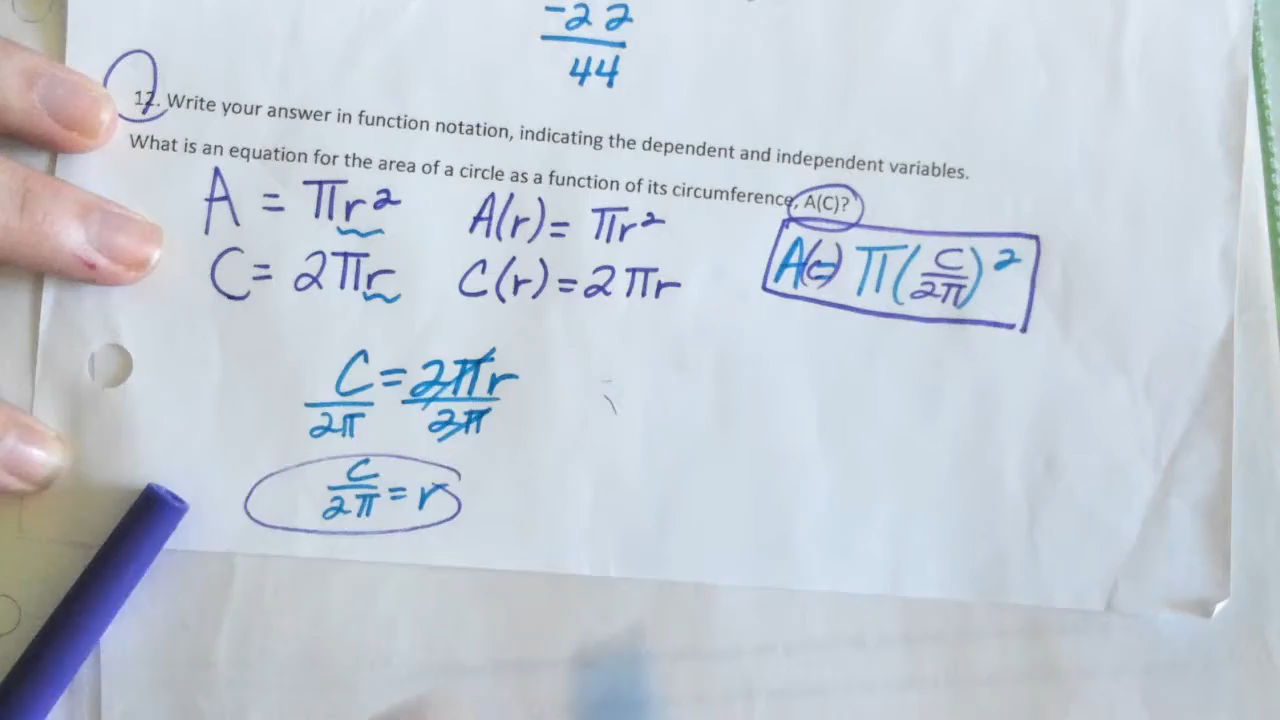 -22
44
12. Write your answer in function notation, indicating the dependent and independent variables.
What is an equation for the area of a circle as a function of its circumference, A(C)?
A = πr²
A(r)= πr²
C= 2πr
C(r)=2πr
A(C)= π(C/2π)²
C = 2πr
2π 2π
C/2π = r